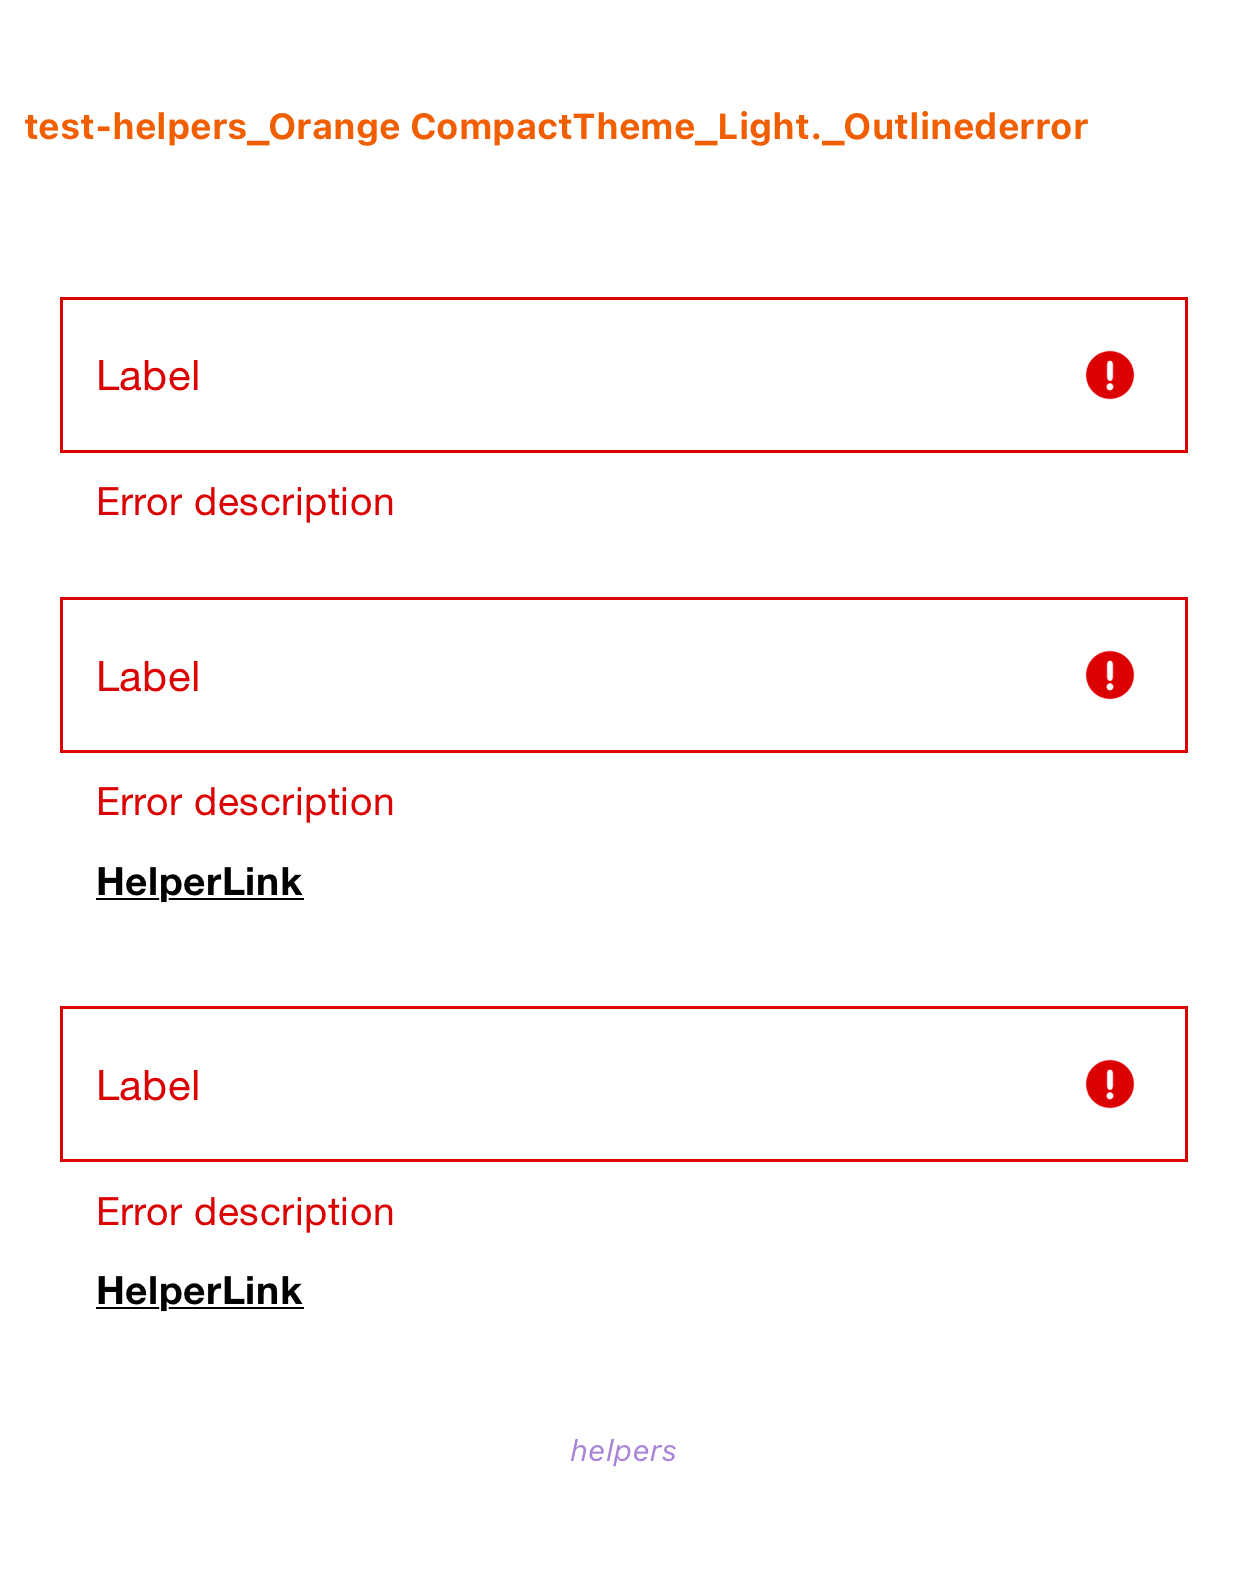 test-helpers_Orange CompactTheme_Light._Outlinederror
Label
Error description
Label
Error description
HelperLink
Label
Error description
HelperLink
helpers